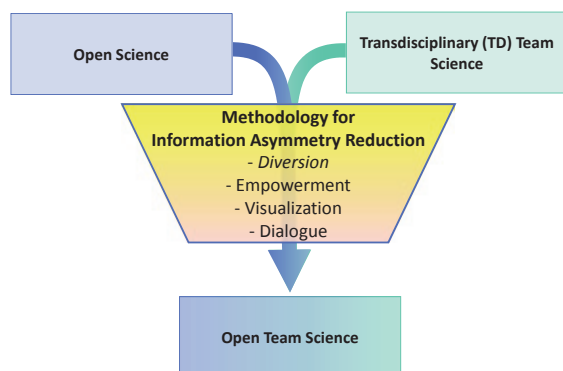 Open Science
Transdisciplinary (TD) Team
Science
Methodology for
Information Asymmetry Reduction
- Diversion
- Empowerment
- Visualization
- Dialogue
Open Team Science